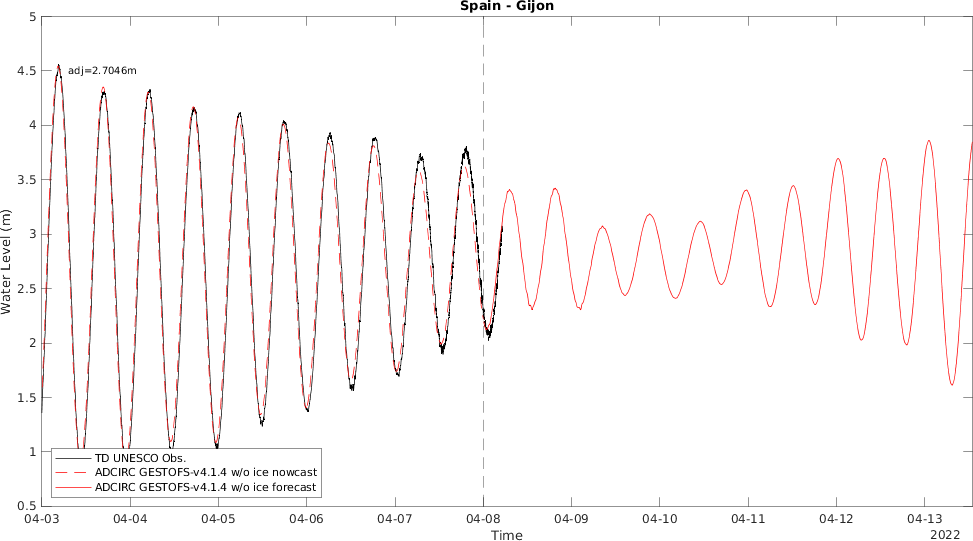 Spain - Gijon
5
4.5
adj=2.7046m
4
3.5
3
2.5
2
1.5
1
0.5
Water Level (m)
TD UNESCO Obs.
ADCIRC GESTOFS-v4.1.4 w/o ice nowcast
ADCIRC GESTOFS-v4.1.4 w/o ice forecast
04-03 04-04 04-05 04-06 04-07 04-08 04-09 04-10 04-11 04-12 04-13
Time
2022